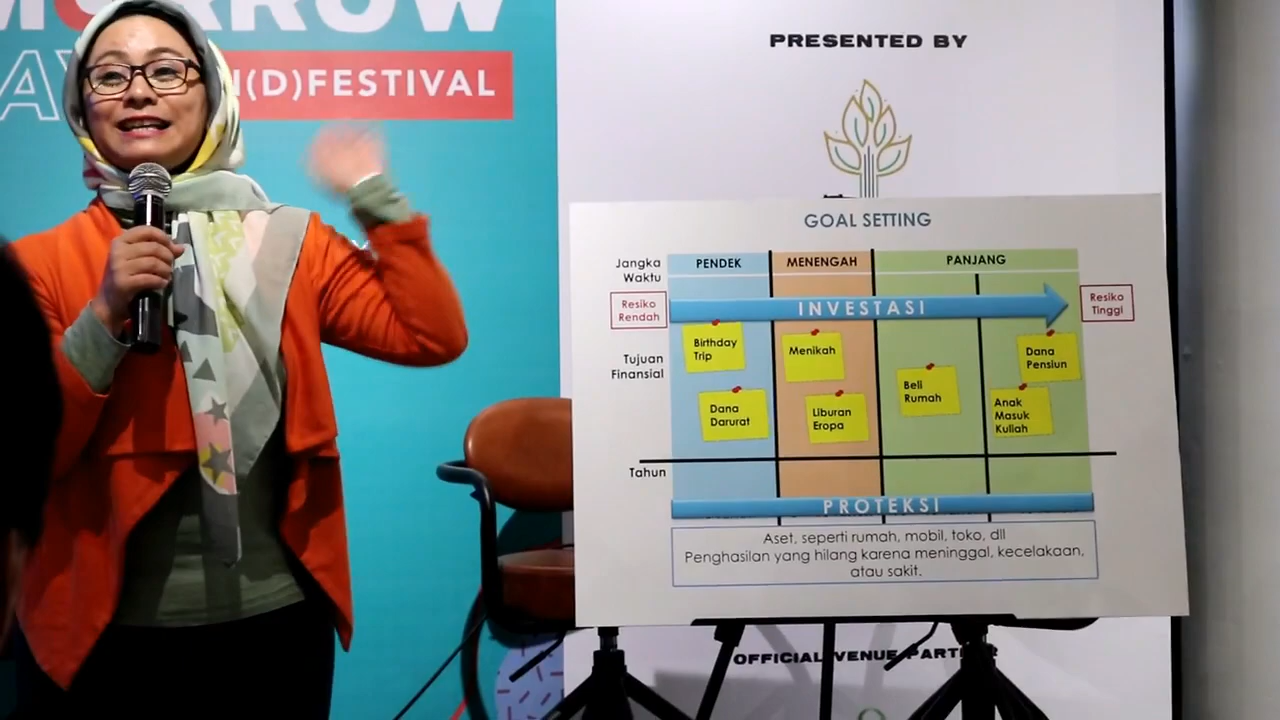 RROW
(D)FESTIVAL
PRESENTED BY
GOAL SETTING
Jangka
Waktu
PENDEK
MENENGAH
PANJANG
Resiko
Rendah
INVESTASI
Resiko
Tinggi
Tujuan
Finansial
Birthday
Trip
Menikah
Dana
Pensiun
Beli
Rumah
Dana
Darurat
Liburan
Eropa
Anak
Masuk
Kuliah
Tahun
PROTEKSI
Aset, seperti rumah, mobil, toko, dll
Penghasilan yang hilang karena meninggal, kecelakaan,
atau sakit.
OFFICIAL VENUE PARTNER